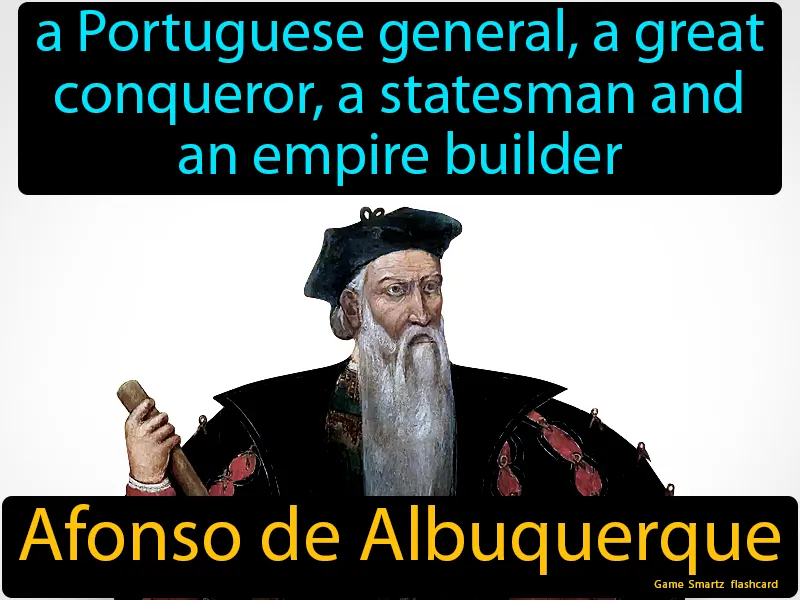 a Portuguese general, a great
conqueror, a statesman and
an empire builder
Afonso de Albuquerque
Game Smartz flashcard